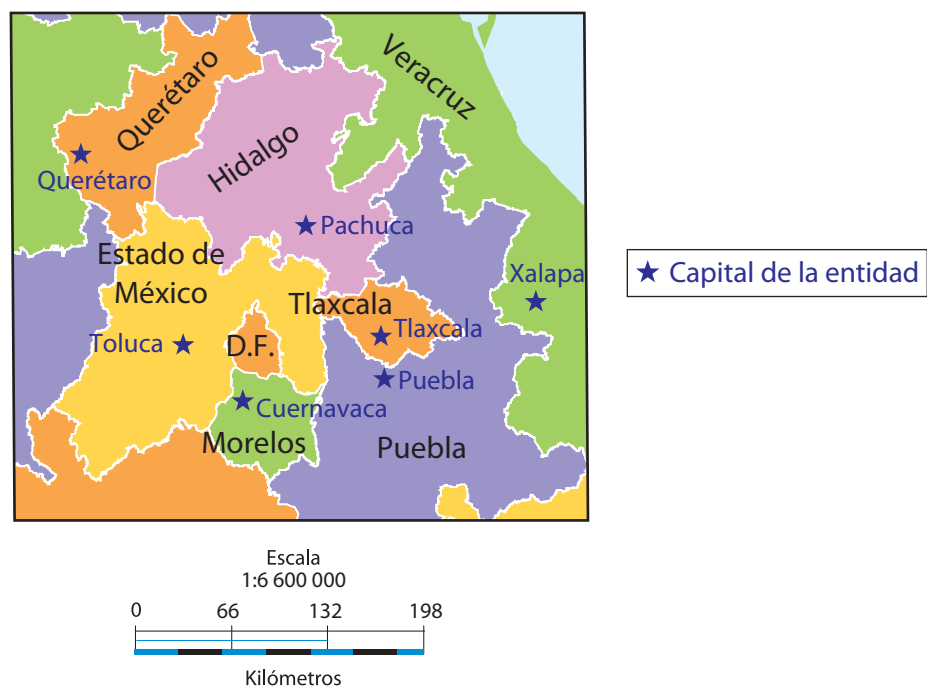 Querétaro
Veracruz
Hidalgo
Querétaro
Pachuca
Estado de
México
Xalapa
Tlaxcala
Tlaxcala
Toluca
D.F.
Puebla
Cuernavaca
Morelos
Puebla
Capital de la entidad
Escala
1:6 600 000
0 66 132 198
Kilómetros